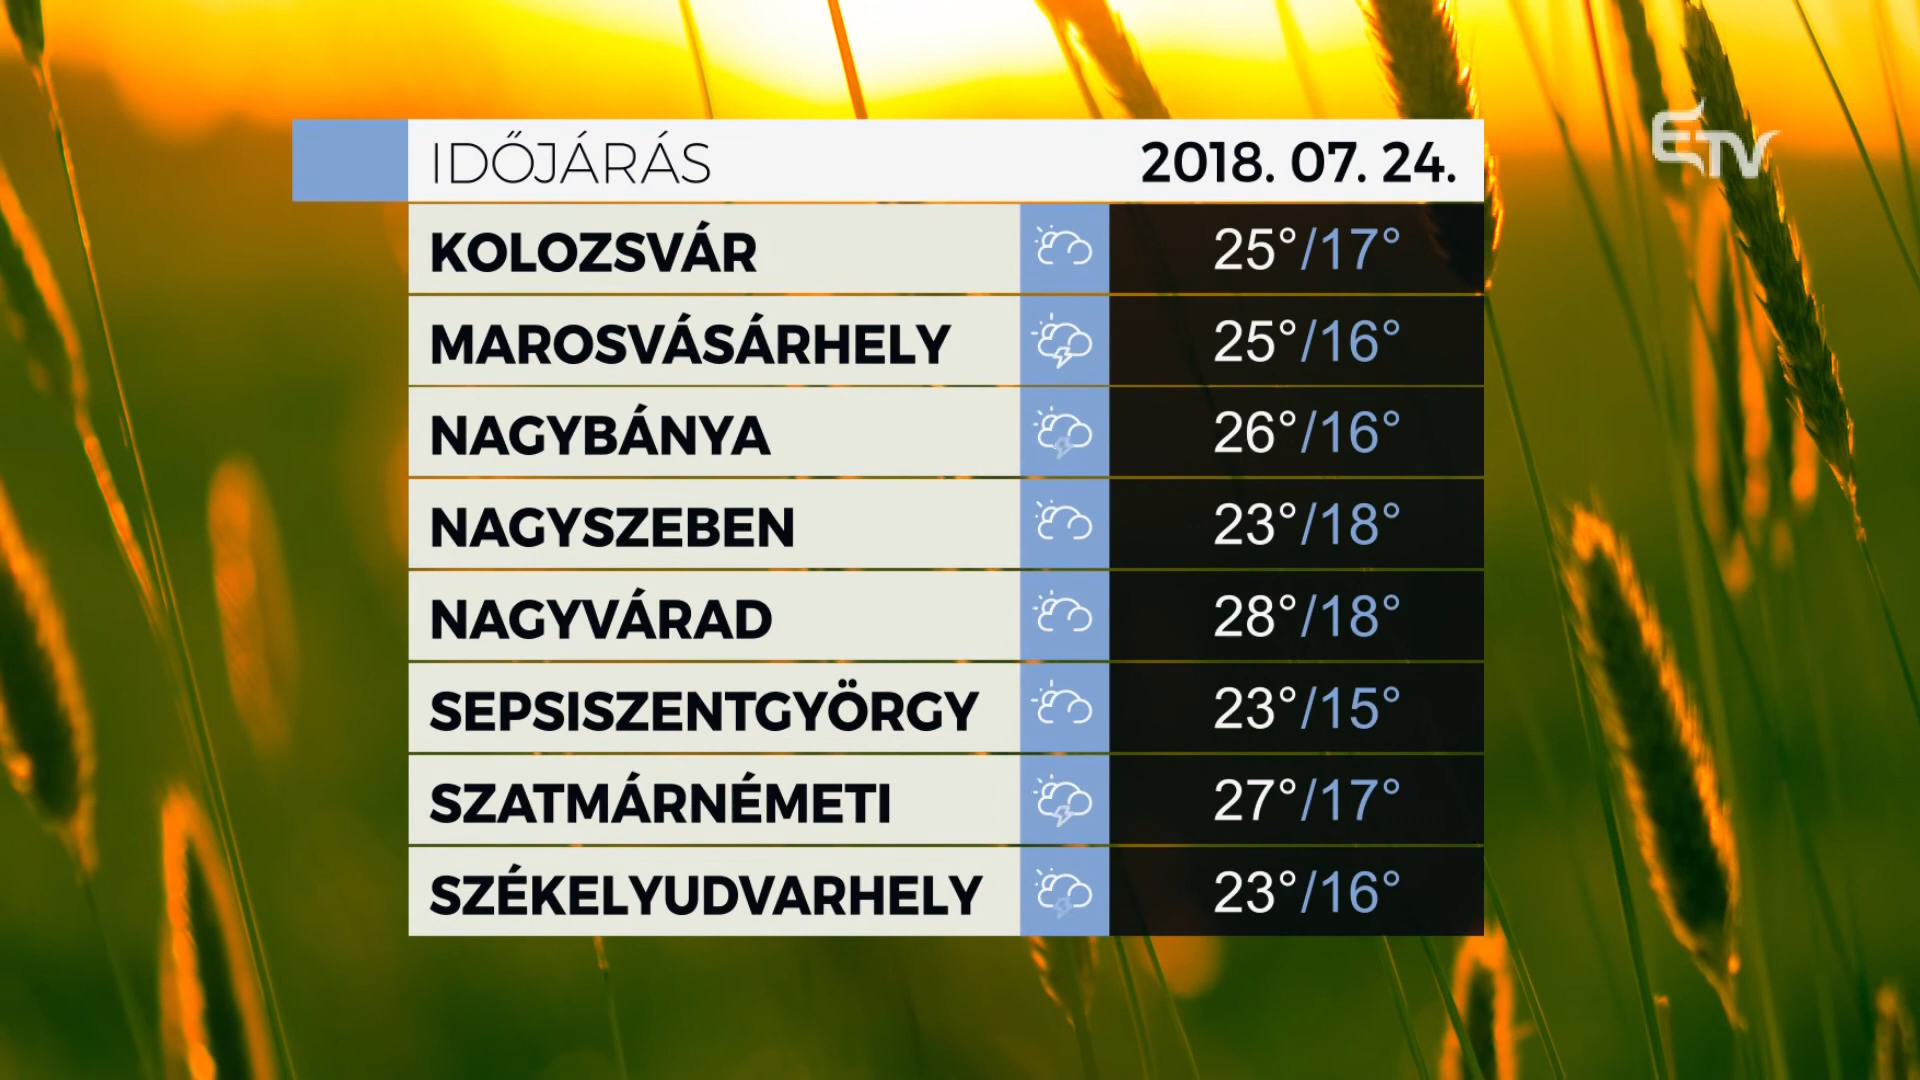 IDŐJÁRÁS 2018. 07. 24.
ETV
KOLOZSVÁR 25°/17°
MAROSVÁSÁRHELY 25°/16°
NAGYBÁNYA 26°/16°
NAGYSZEBEN 23°/18°
NAGYVÁRAD 28°/18°
SEPSISZENTGYÖRGY 23°/15°
SZATMÁRNÉMETI 27°/17°
SZÉKELYUDVARHELY 23°/16°